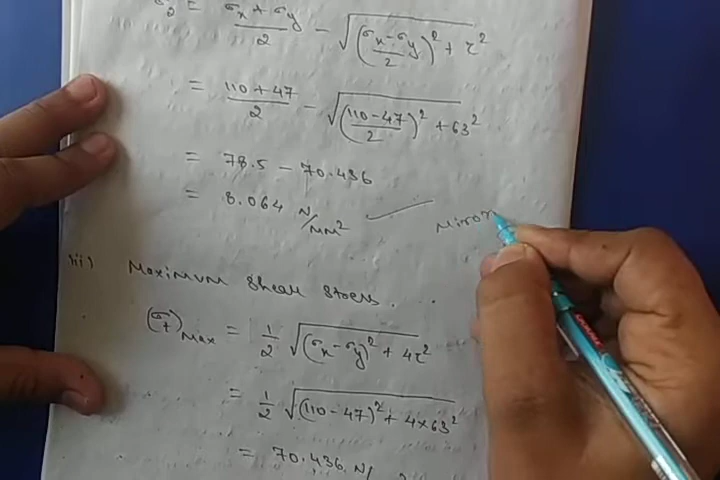 σ₂ = (σx + σy)/2 − √(((σx − σy)/2)² + τ²)
= (110 + 47)/2 − √(((110 − 47)/2)² + 63²)
= 78.5 − 70.436
= 8.064 N/mm²
Minor
iii) Maximum Shear Stress.
(σt)Max = 1/2 √((σx − σy)² + 4τ²)
= 1/2 √((110 − 47)² + 4×63²)
= 70.436 N/